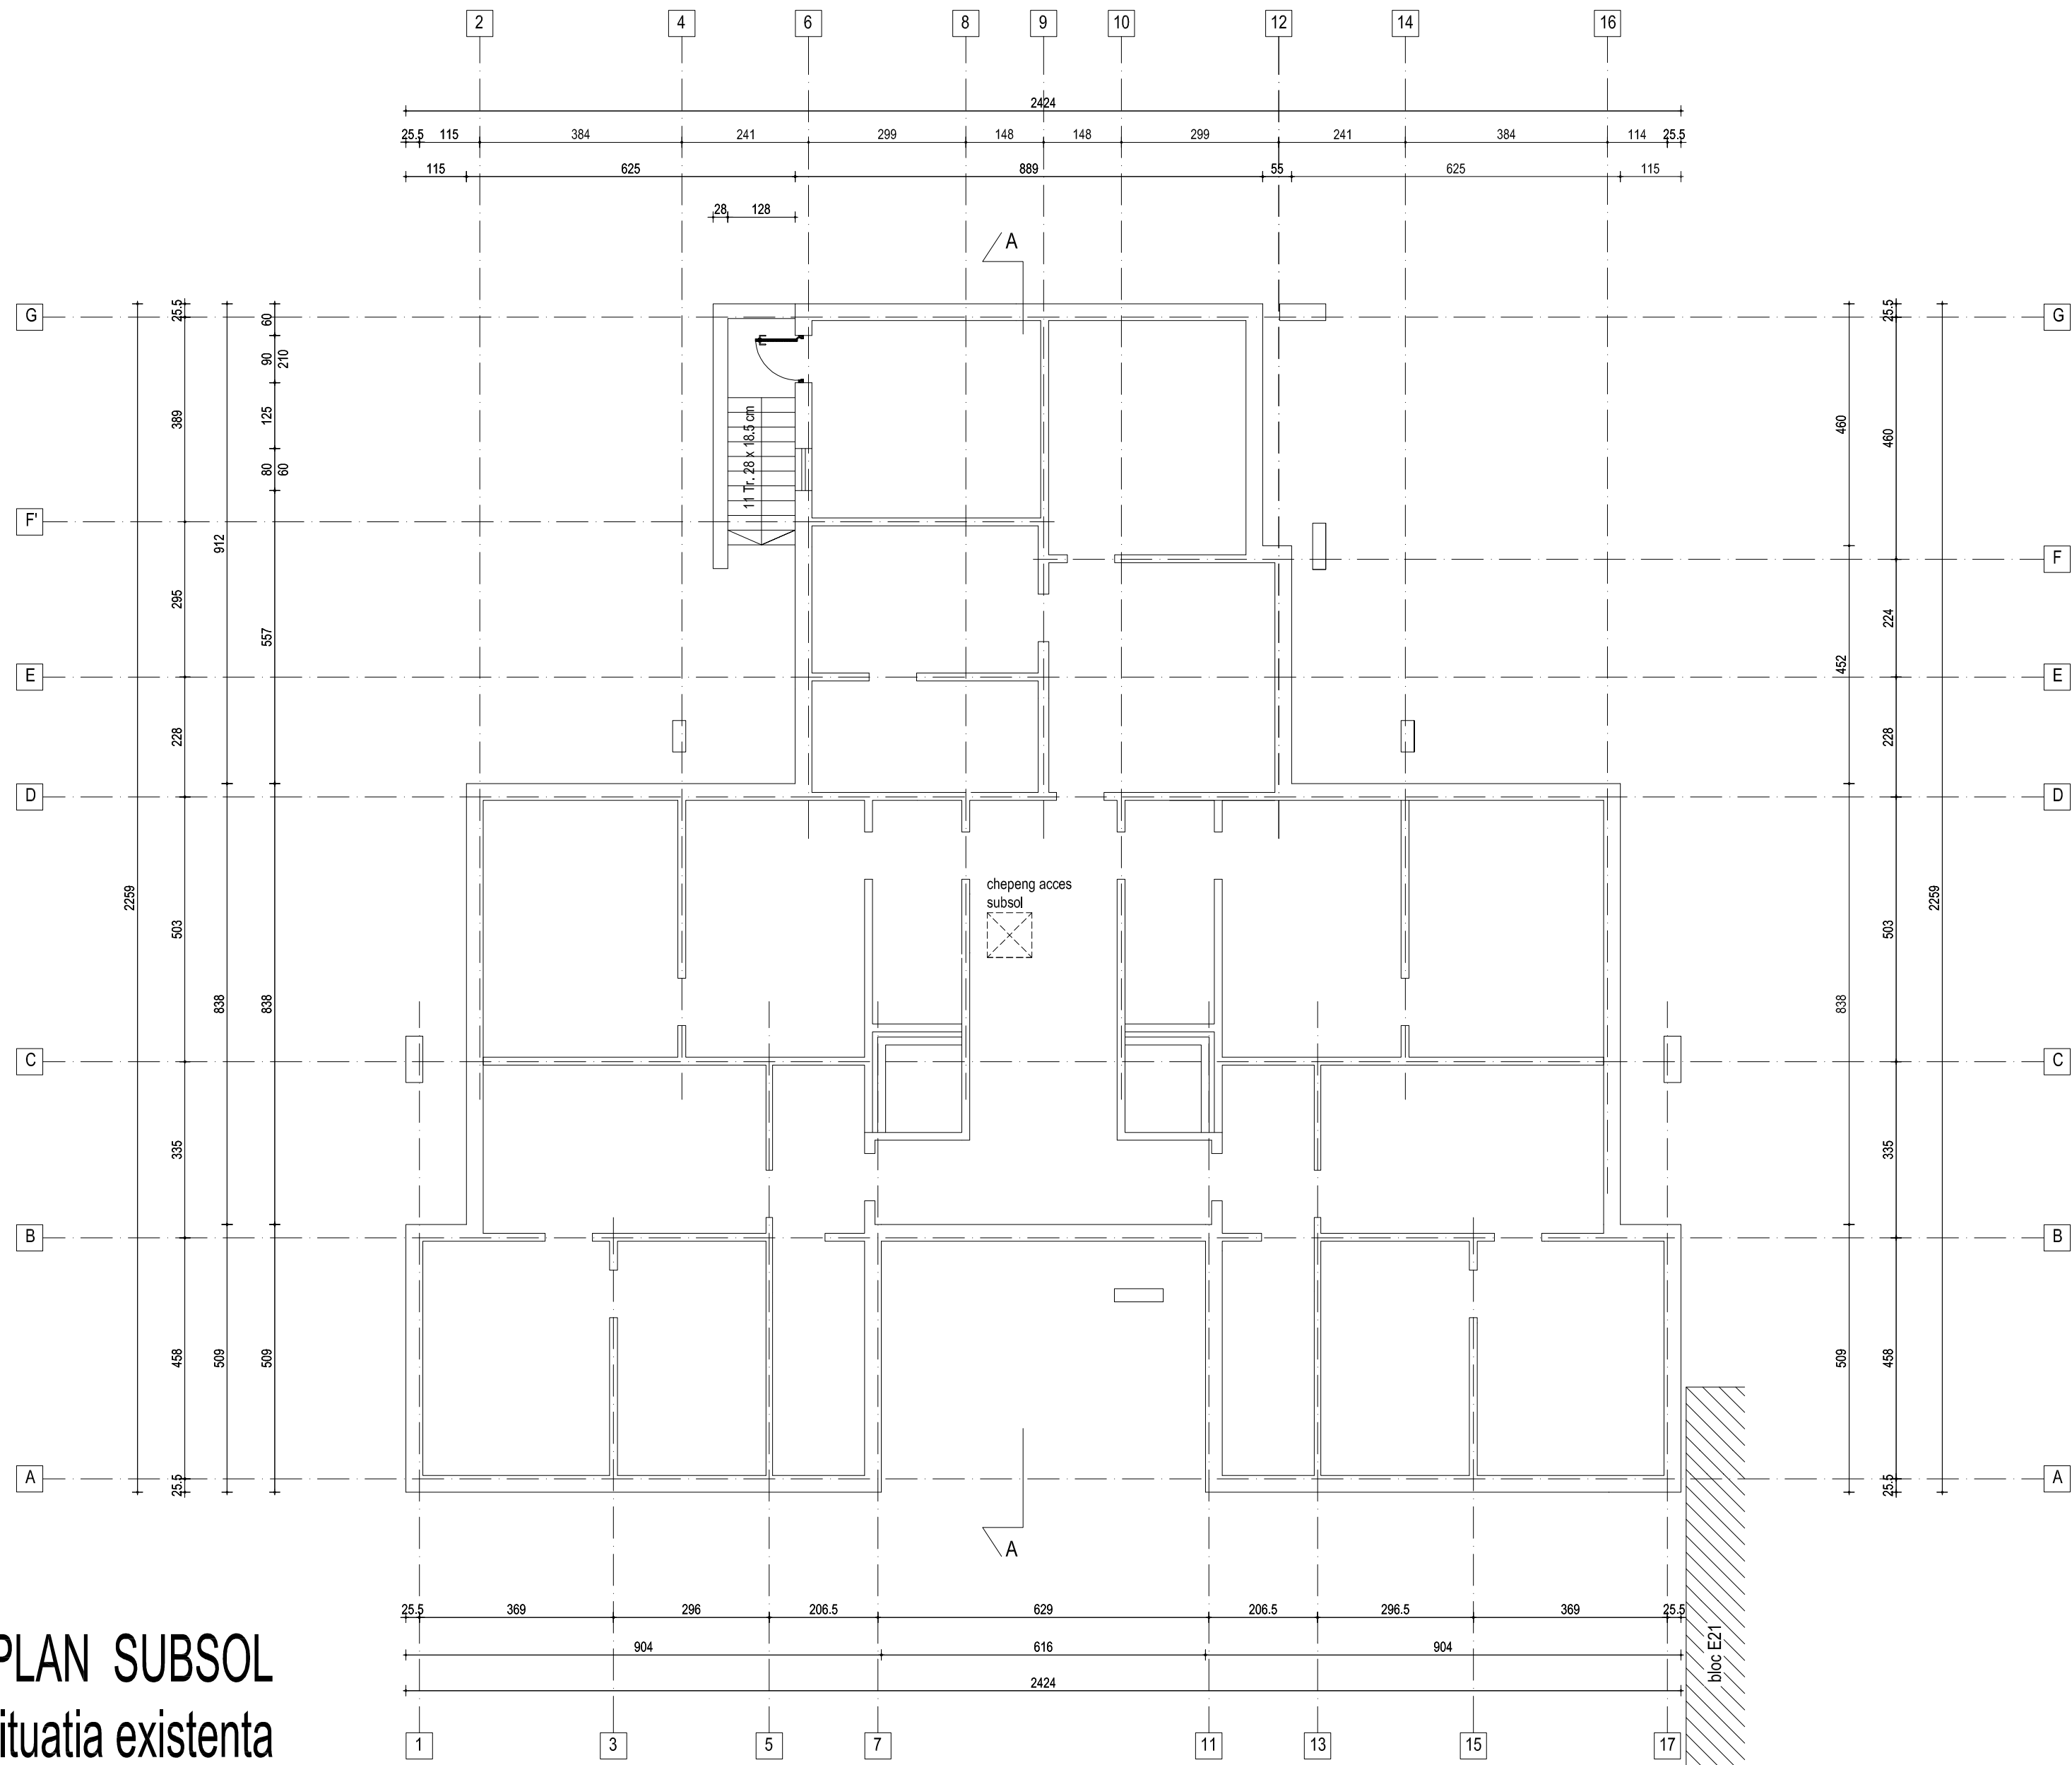 2 4 6 8 9 10 12 14 16
2424
25.5 115 384 241 299 148 148 299 241 384 114 25.5
115 625 889 55 625 115
28 128
A
G 25.5 60 25.5 G
90 210
389 125 460 460
80 60
11 Tr. 28 x 18.5 cm
F'
912
F
295 557 224
452
E E
228 228
D D
chepeng acces
subsol
2259 503 503 2259
838 838 838
C C
335 335
B B
458 509 509 509 458
A 25.5 25.5 A
A
25.5 369 296 206.5 629 206.5 296.5 369 25.5
904 616 904
2424
bloc E21
PLAN SUBSOL
ituatia existenta
1 3 5 7 11 13 15 17